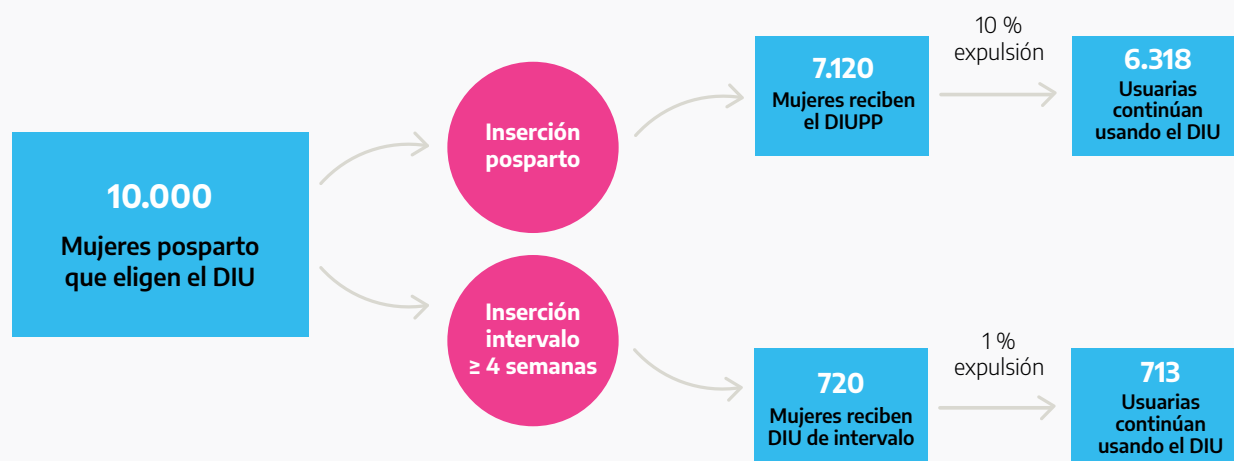 10.000
Mujeres posparto
que eligen el DIU
Inserción
posparto
7.120
Mujeres reciben
el DIUPP
10 %
expulsión
6.318
Usuarias
continúan
usando el DIU
Inserción
intervalo
≥ 4 semanas
720
Mujeres reciben
DIU de intervalo
1 %
expulsión
713
Usuarias
continúan
usando el DIU